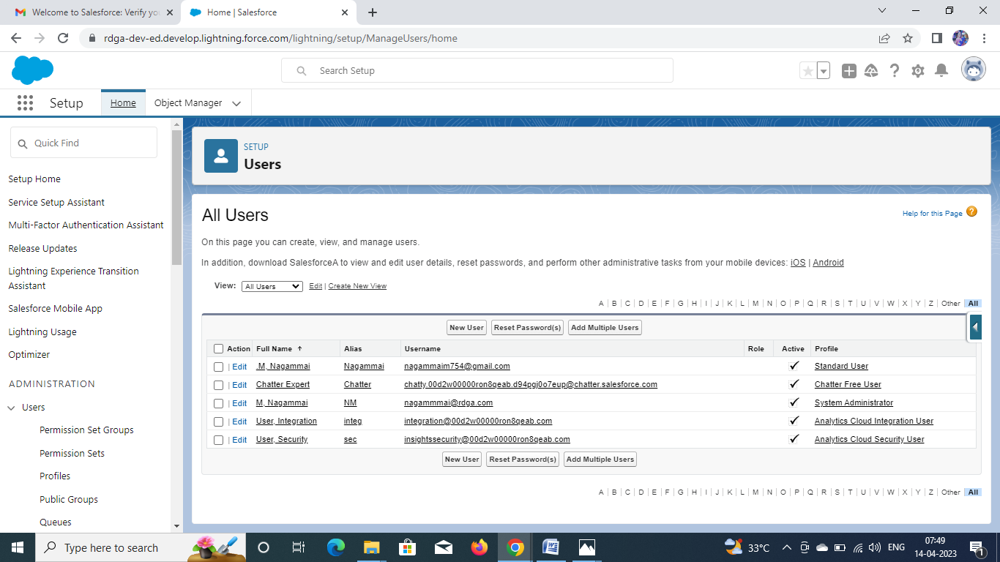 Welcome to Salesforce: Verify yo
Home | Salesforce
rdga-dev-ed.develop.lightning.force.com/lightning/setup/ManageUsers/home
Search Setup
Setup Home Object Manager
Quick Find
Setup Home
Service Setup Assistant
Multi-Factor Authentication Assistant
Release Updates
Lightning Experience Transition
Assistant
Salesforce Mobile App
Lightning Usage
Optimizer
ADMINISTRATION
Users
Permission Set Groups
Permission Sets
Profiles
Public Groups
Queues
SETUP
Users
All Users
Help for this Page ?
On this page you can create, view, and manage users.
In addition, download SalesforceA to view and edit user details, reset passwords, and perform other administrative tasks from your mobile devices: iOS | Android
View: All Users Edit | Create New View
A | B | C | D | E | F | G | H | I | J | K | L | M | N | O | P | Q | R | S | T | U | V | W | X | Y | Z | Other | All
New User Reset Password(s) Add Multiple Users
Action Full Name ↑ Alias Username Role Active Profile
| Edit .M, Nagammai Nagammai nagammaim754@gmail.com Standard User
| Edit Chatter Expert Chatter chatty.00d2w00000ron8qeab.d94pgj0o7eup@chatter.salesforce.com Chatter Free User
| Edit M, Nagammai NM nagammmai@rdga.com System Administrator
| Edit User, Integration integ integration@00d2w00000ron8qeab.com Analytics Cloud Integration User
| Edit User, Security sec insightssecurity@00d2w00000ron8qeab.com Analytics Cloud Security User
New User Reset Password(s) Add Multiple Users
A | B | C | D | E | F | G | H | I | J | K | L | M | N | O | P | Q | R | S | T | U | V | W | X | Y | Z | Other | All
Type here to search
33°C
ENG
07:49
14-04-2023
1